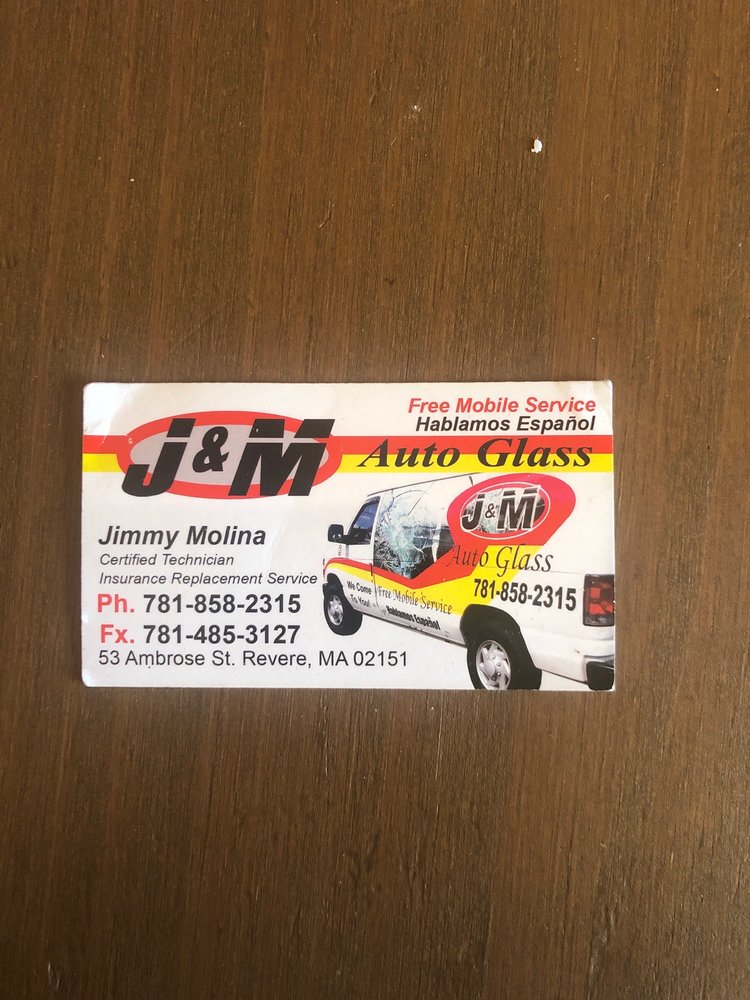 Free Mobile Service
Hablamos Español
J&M Auto Glass
Jimmy Molina
Certified Technician
Insurance Replacement Service
Ph. 781-858-2315
Fx. 781-485-3127
53 Ambrose St. Revere, MA 02151
J&M
Auto Glass
781-858-2315
We Come
To You!
Free Mobile Service
Hablamos Español